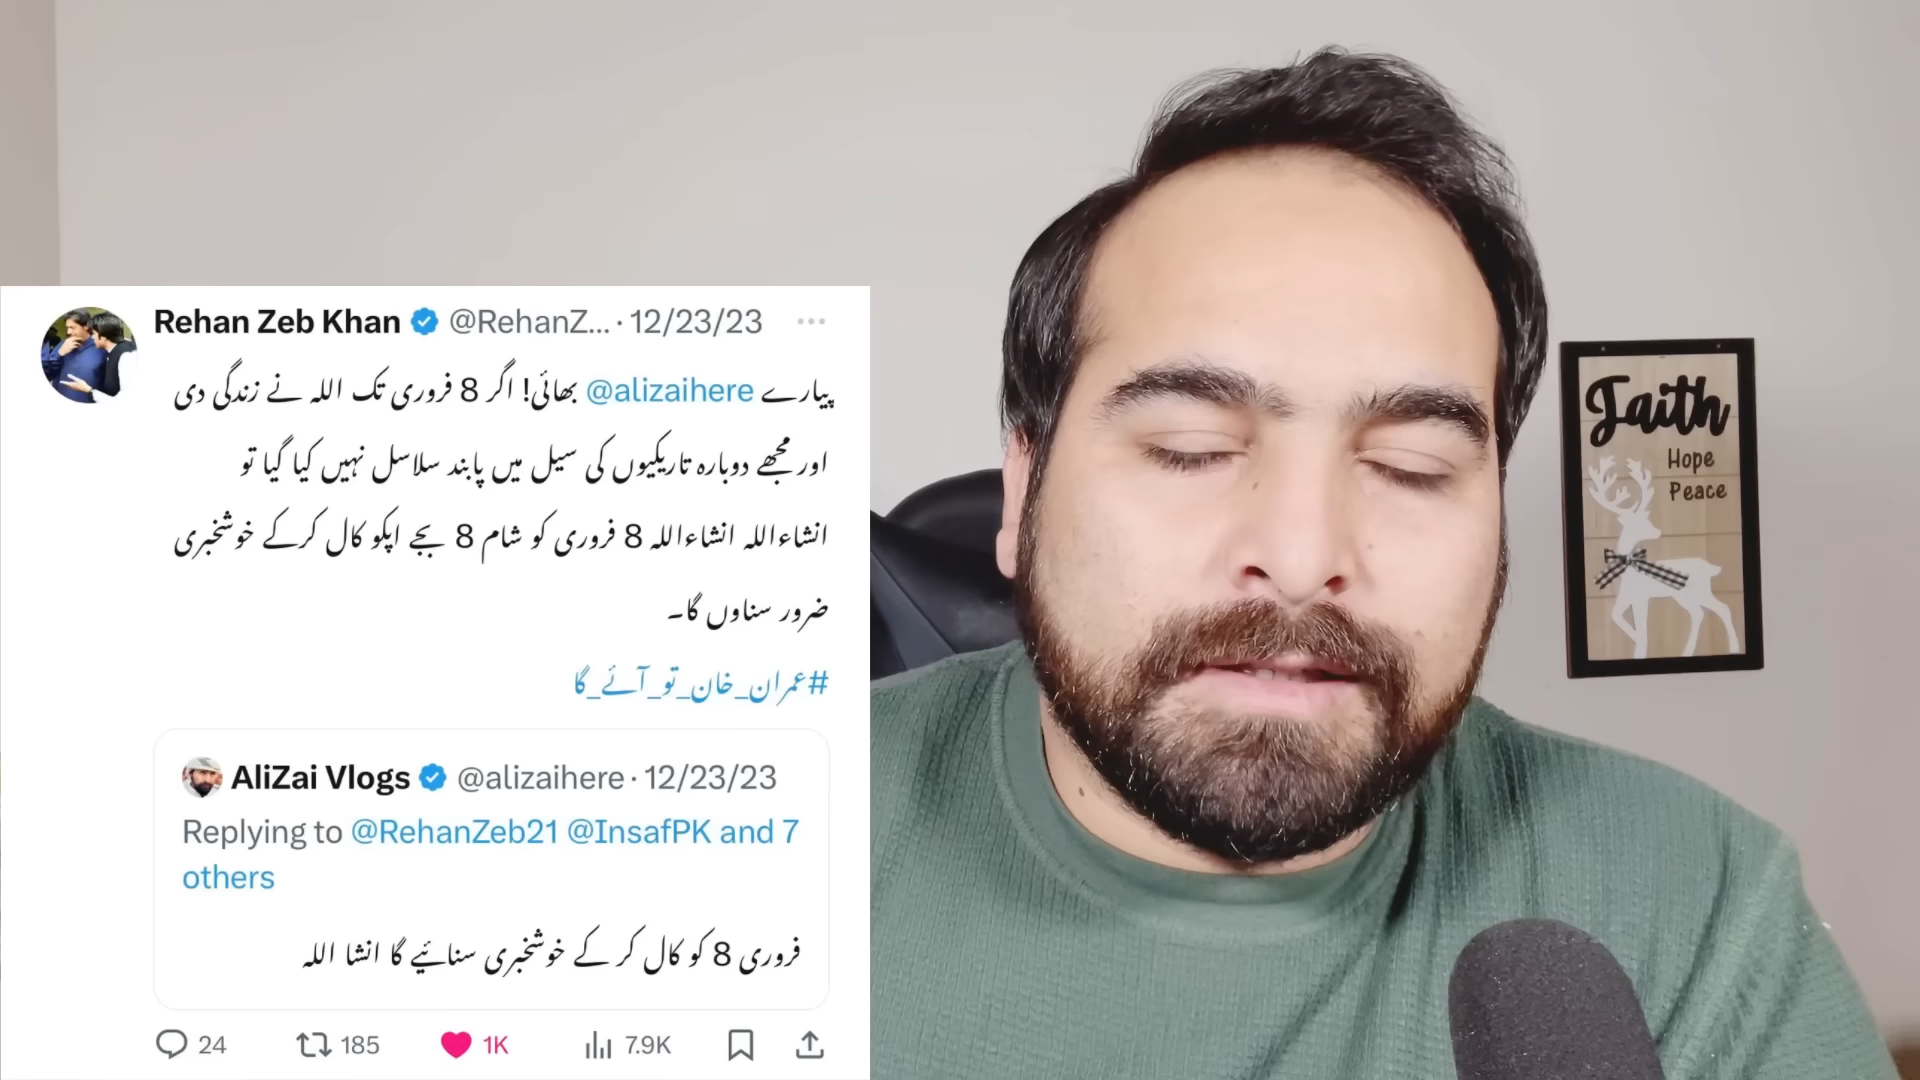 Rehan Zeb Khan @RehanZ... · 12/23/23
پیارے @alizaihere بھائی! اگر 8 فروری تک اللہ نے زندگی دی
اور مجھے دوبارہ تاریکیوں کی سیل میں پابند سلاسل نہیں کیا گیا تو
انشاءاللہ انشاءاللہ 8 فروری کو شام 8 بجے اپکو کال کرکے خوشخبری
ضرور سناوں گا۔
#عمران_خان_تو_آئے_گا
AliZai Vlogs @alizaihere · 12/23/23
Replying to @RehanZeb21 @InsafPK and 7
others
فروری 8 کو کال کر کے خوشخبری سنائیے گا انشا اللہ
24 185 1K 7.9K
Faith
Hope
Peace